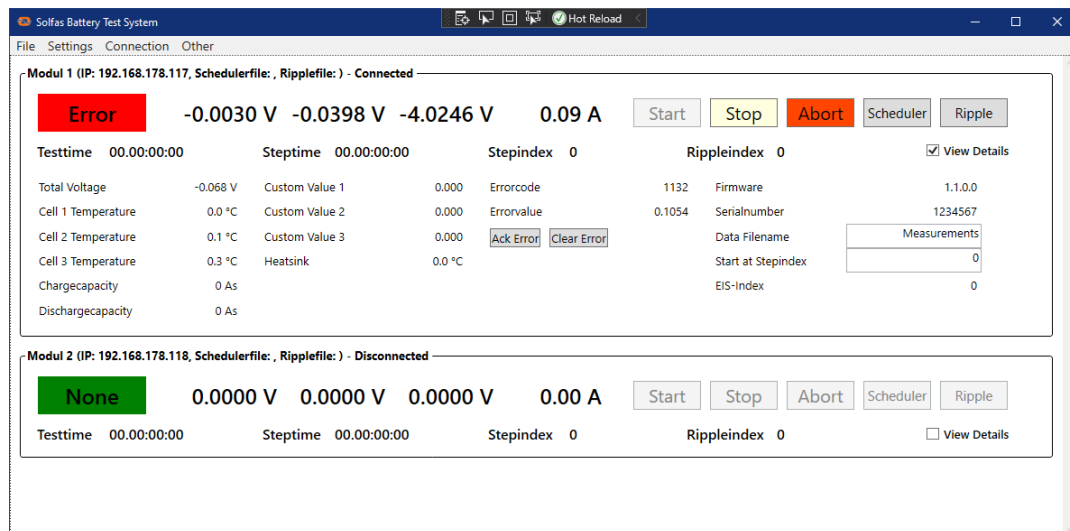 Solfas Battery Test System
Hot Reload
File Settings Connection Other
Modul 1 (IP: 192.168.178.117, Schedulerfile: , Ripplefile: ) - Connected
Error -0.0030 V -0.0398 V -4.0246 V 0.09 A Start Stop Abort Scheduler Ripple
Testtime 00.00:00:00 Steptime 00.00:00:00 Stepindex 0 Rippleindex 0 View Details
Total Voltage -0.068 V Custom Value 1 0.000 Errorcode 1132 Firmware 1.1.0.0
Cell 1 Temperature 0.0 °C Custom Value 2 0.000 Errorvalue 0.1054 Serialnumber 1234567
Cell 2 Temperature 0.1 °C Custom Value 3 0.000 Ack Error Clear Error Data Filename Measurements
Cell 3 Temperature 0.3 °C Heatsink 0.0 °C Start at Stepindex 0
Chargecapacity 0 As EIS-Index 0
Dischargecapacity 0 As
Modul 2 (IP: 192.168.178.118, Schedulerfile: , Ripplefile: ) - Disconnected
None 0.0000 V 0.0000 V 0.0000 V 0.00 A Start Stop Abort Scheduler Ripple
Testtime 00.00:00:00 Steptime 00.00:00:00 Stepindex 0 Rippleindex 0 View Details